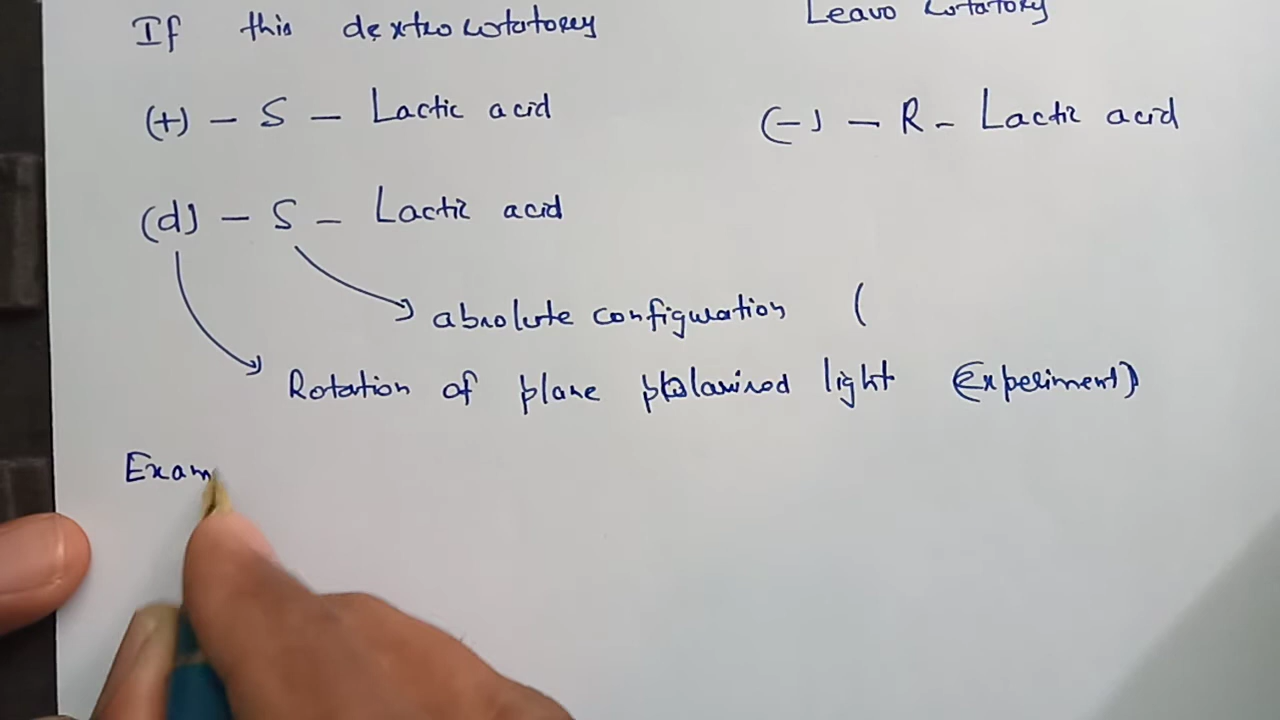 If this dextrorotatory
Leavo rotatory
(+) - S - Lactic acid
(-) - R - Lactic acid
(d) - S - Lactic acid
absolute configuration (
Rotation of plane polarized light (Experiment)
Exam